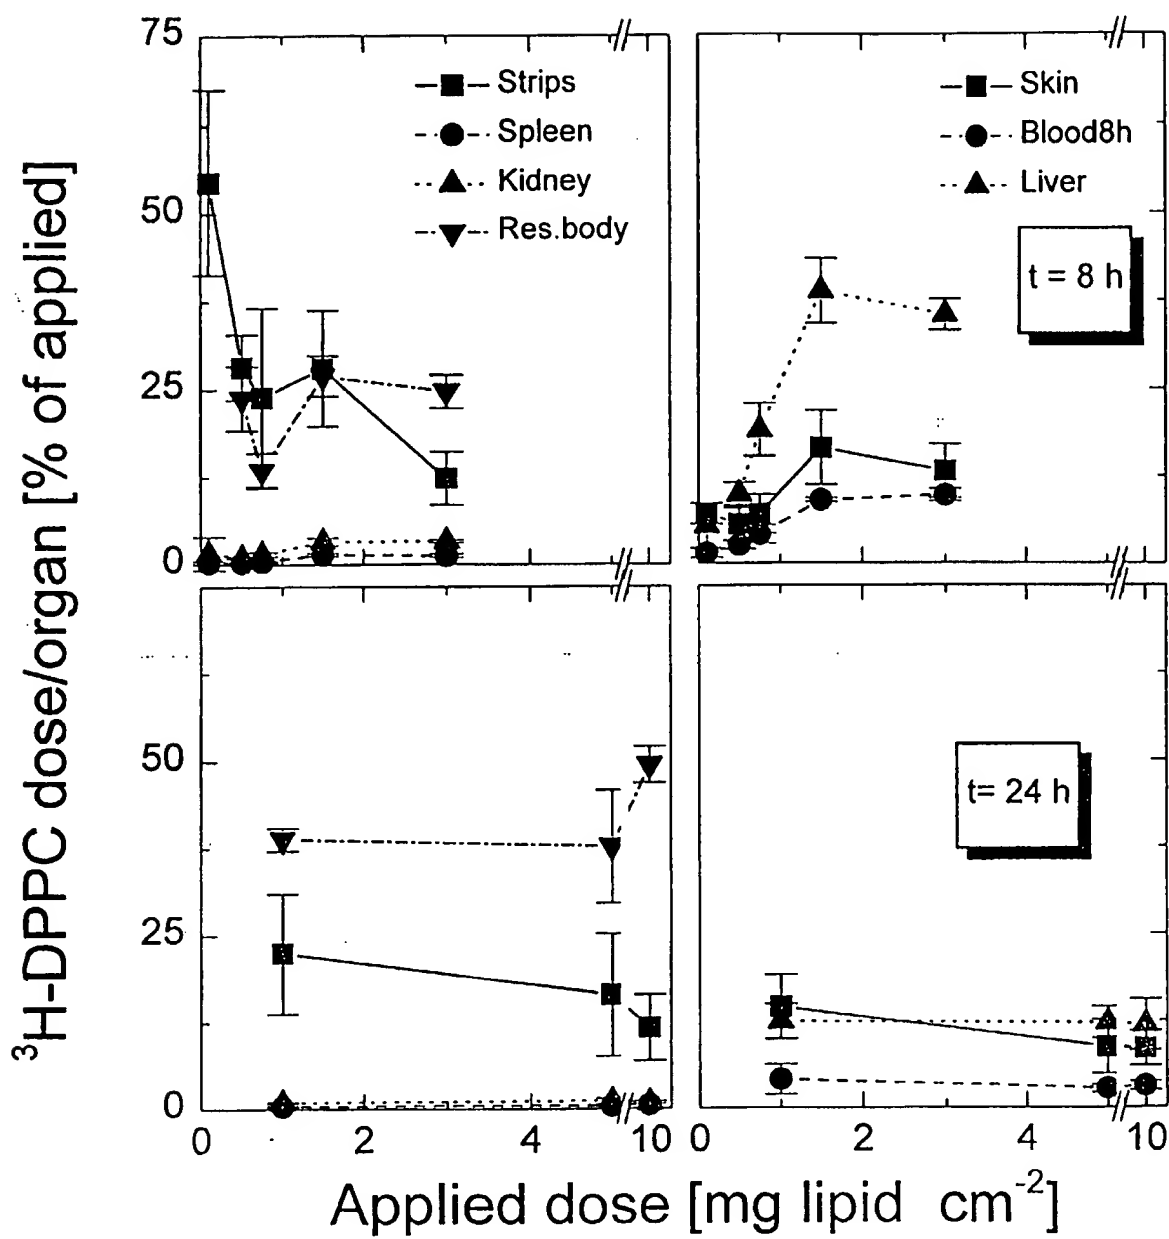 75
50
25
0
Strips
Spleen
Kidney
Res.body
Skin
Blood8h
Liver
t = 8 h
50
25
0
t= 24 h
0 2 4 10 0 2 4 10
³H-DPPC dose/organ [% of applied]
Applied dose [mg lipid cm⁻²]